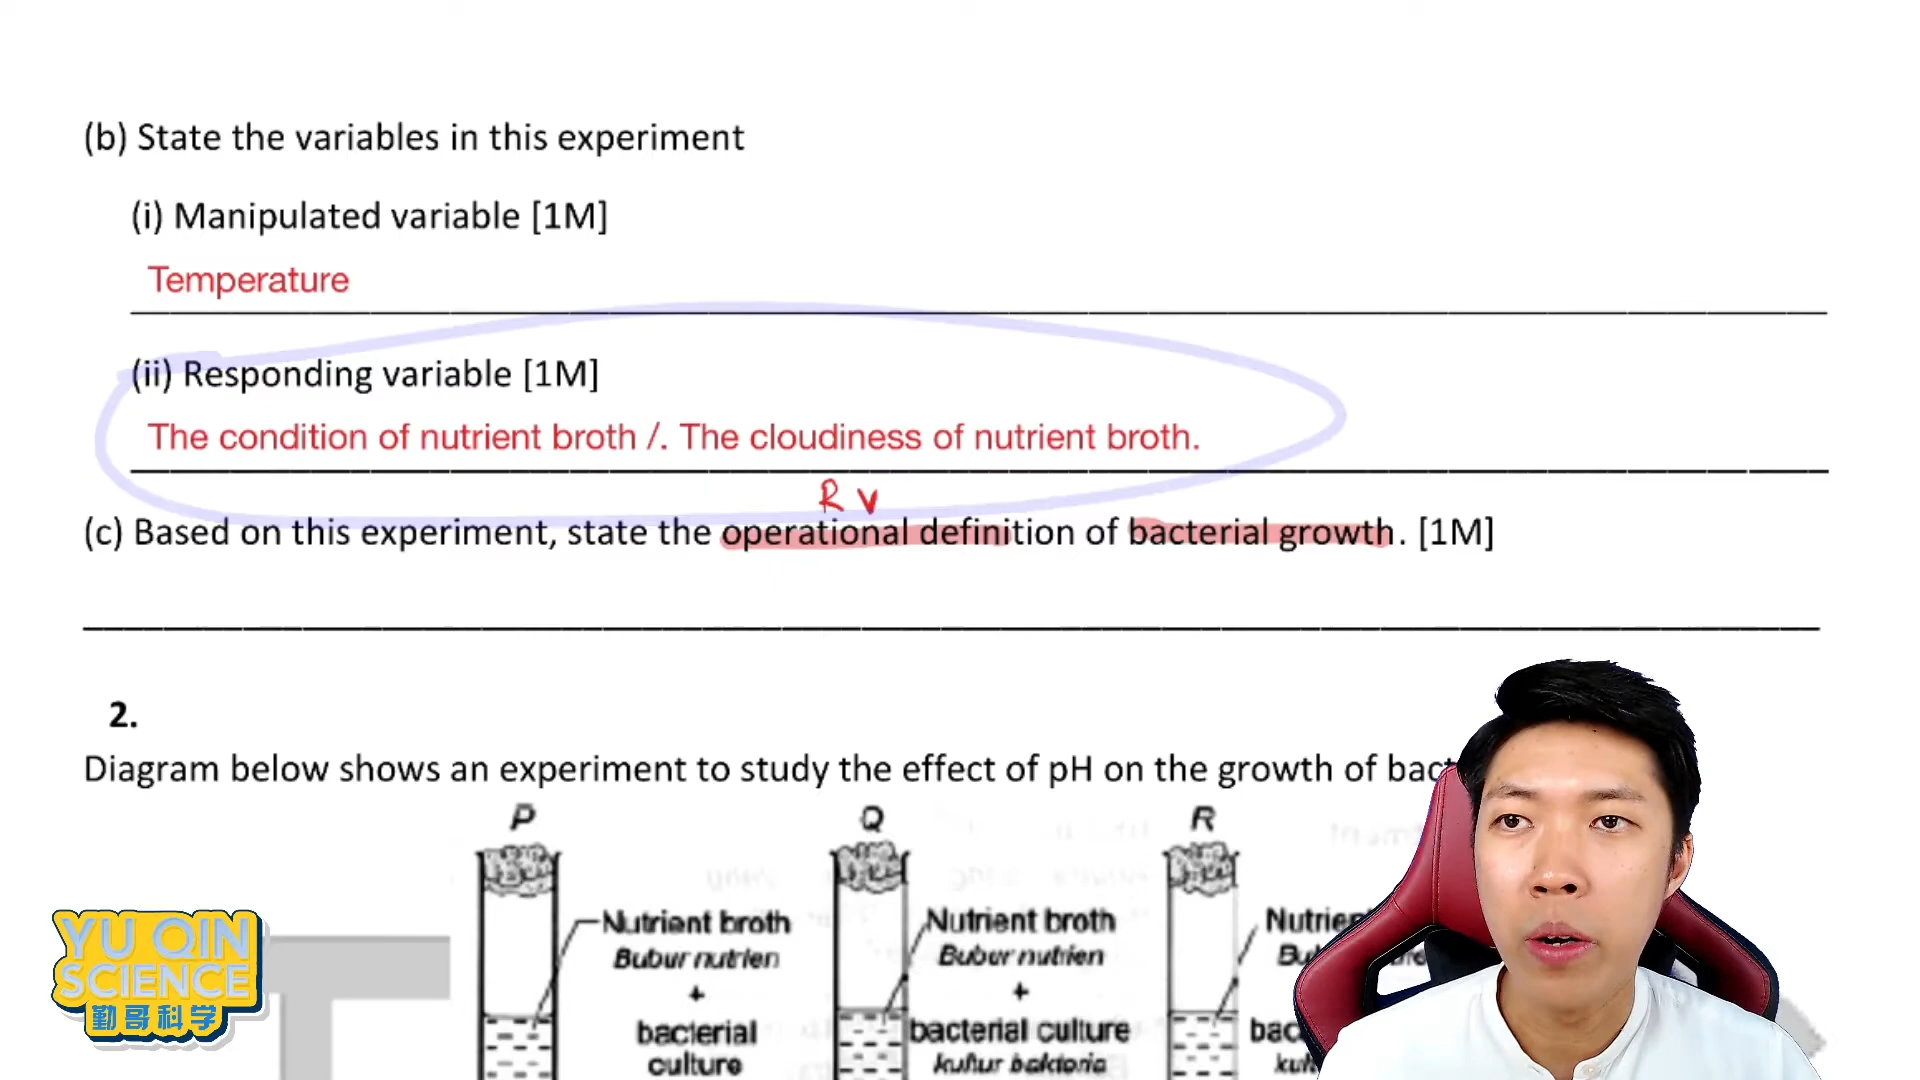 (b) State the variables in this experiment
(i) Manipulated variable [1M]
Temperature
(ii) Responding variable [1M]
The condition of nutrient broth /. The cloudiness of nutrient broth.
R V
(c) Based on this experiment, state the operational definition of bacterial growth. [1M]
2.
Diagram below shows an experiment to study the effect of pH on the growth of
P Q R
Nutrient broth
Bubur nutrien
+
bacterial
culture
Nutrient broth
Bubur nutrien
+
bacterial culture
kultur bakteria
YU QIN
SCIENCE
勤哥科学